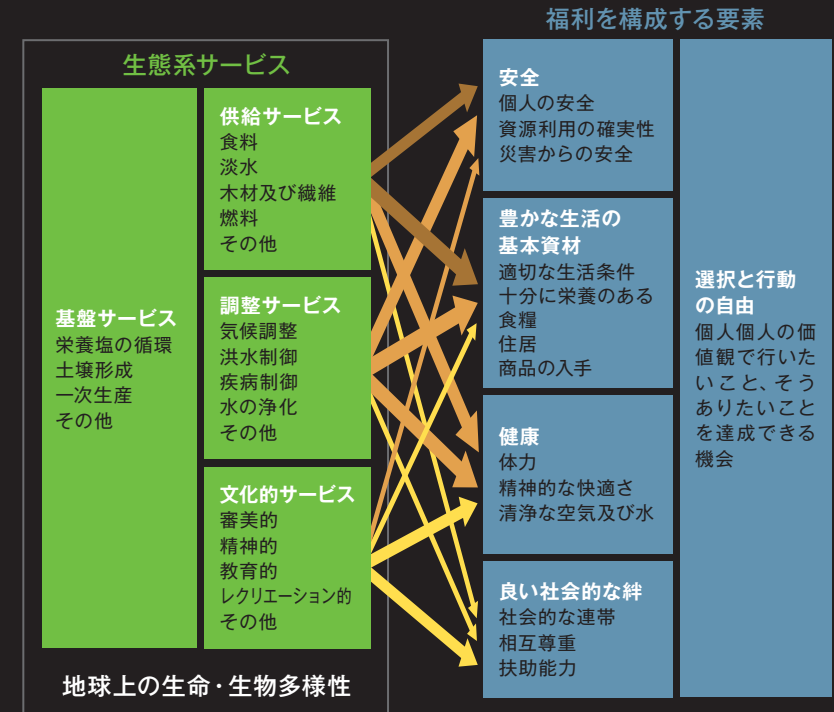 福利を構成する要素
生態系サービス
基盤サービス
栄養塩の循環
土壌形成
一次生産
その他
供給サービス
食料
淡水
木材及び繊維
燃料
その他
調整サービス
気候調整
洪水制御
疾病制御
水の浄化
その他
文化的サービス
審美的
精神的
教育的
レクリエーション的
その他
地球上の生命・生物多様性
安全
個人の安全
資源利用の確実性
災害からの安全
豊かな生活の
基本資材
適切な生活条件
十分に栄養のある
食糧
住居
商品の入手
健康
体力
精神的な快適さ
清浄な空気及び水
良い社会的な絆
社会的な連帯
相互尊重
扶助能力
選択と行動
の自由
個人個人の価
値観で行いた
いこと、そう
ありたいこと
を達成できる
機会